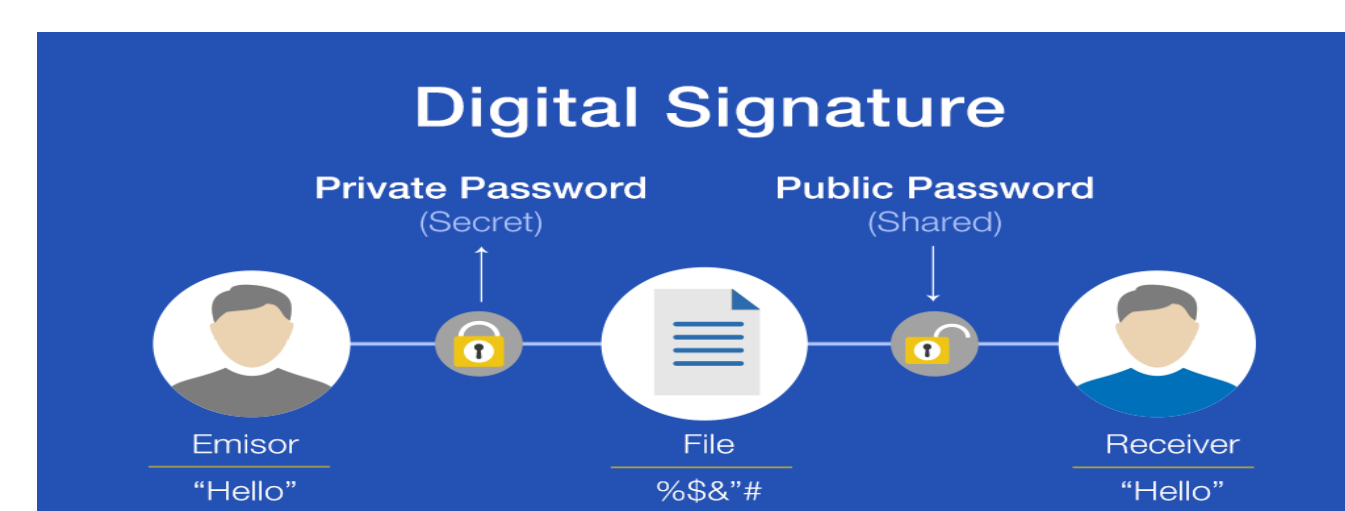 Digital Signature
Private Password
(Secret)
Public Password
(Shared)
Emisor
File
Receiver
“Hello”
%$&”#
“Hello”